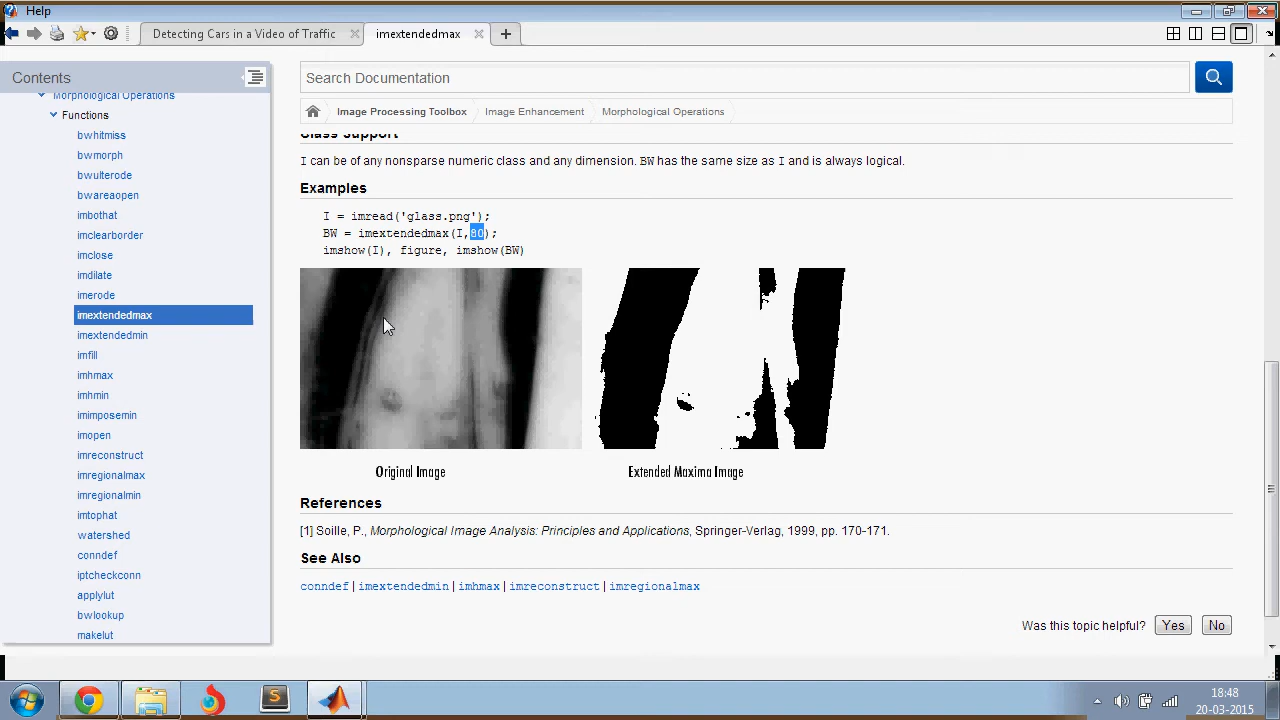 Help
Detecting Cars in a Video of Traffic
imextendedmax
Contents
Search Documentation
Morphological Operations
Functions
bwhitmiss
bwmorph
bwulterode
bwareaopen
imbothat
imclearborder
imclose
imdilate
imerode
imextendedmax
imextendedmin
imfill
imhmax
imhmin
imimposemin
imopen
imreconstruct
imregionalmax
imregionalmin
imtophat
watershed
conndef
iptcheckconn
applylut
bwlookup
makelut
Image Processing Toolbox Image Enhancement Morphological Operations
Class Support
I can be of any nonsparse numeric class and any dimension. BW has the same size as I and is always logical.
Examples
I = imread('glass.png');
BW = imextendedmax(I,80);
imshow(I), figure, imshow(BW)
Original Image Extended Maxima Image
References
[1] Soille, P., Morphological Image Analysis: Principles and Applications, Springer-Verlag, 1999, pp. 170-171.
See Also
conndef | imextendedmin | imhmax | imreconstruct | imregionalmax
Was this topic helpful? Yes No
18:48
20-03-2015